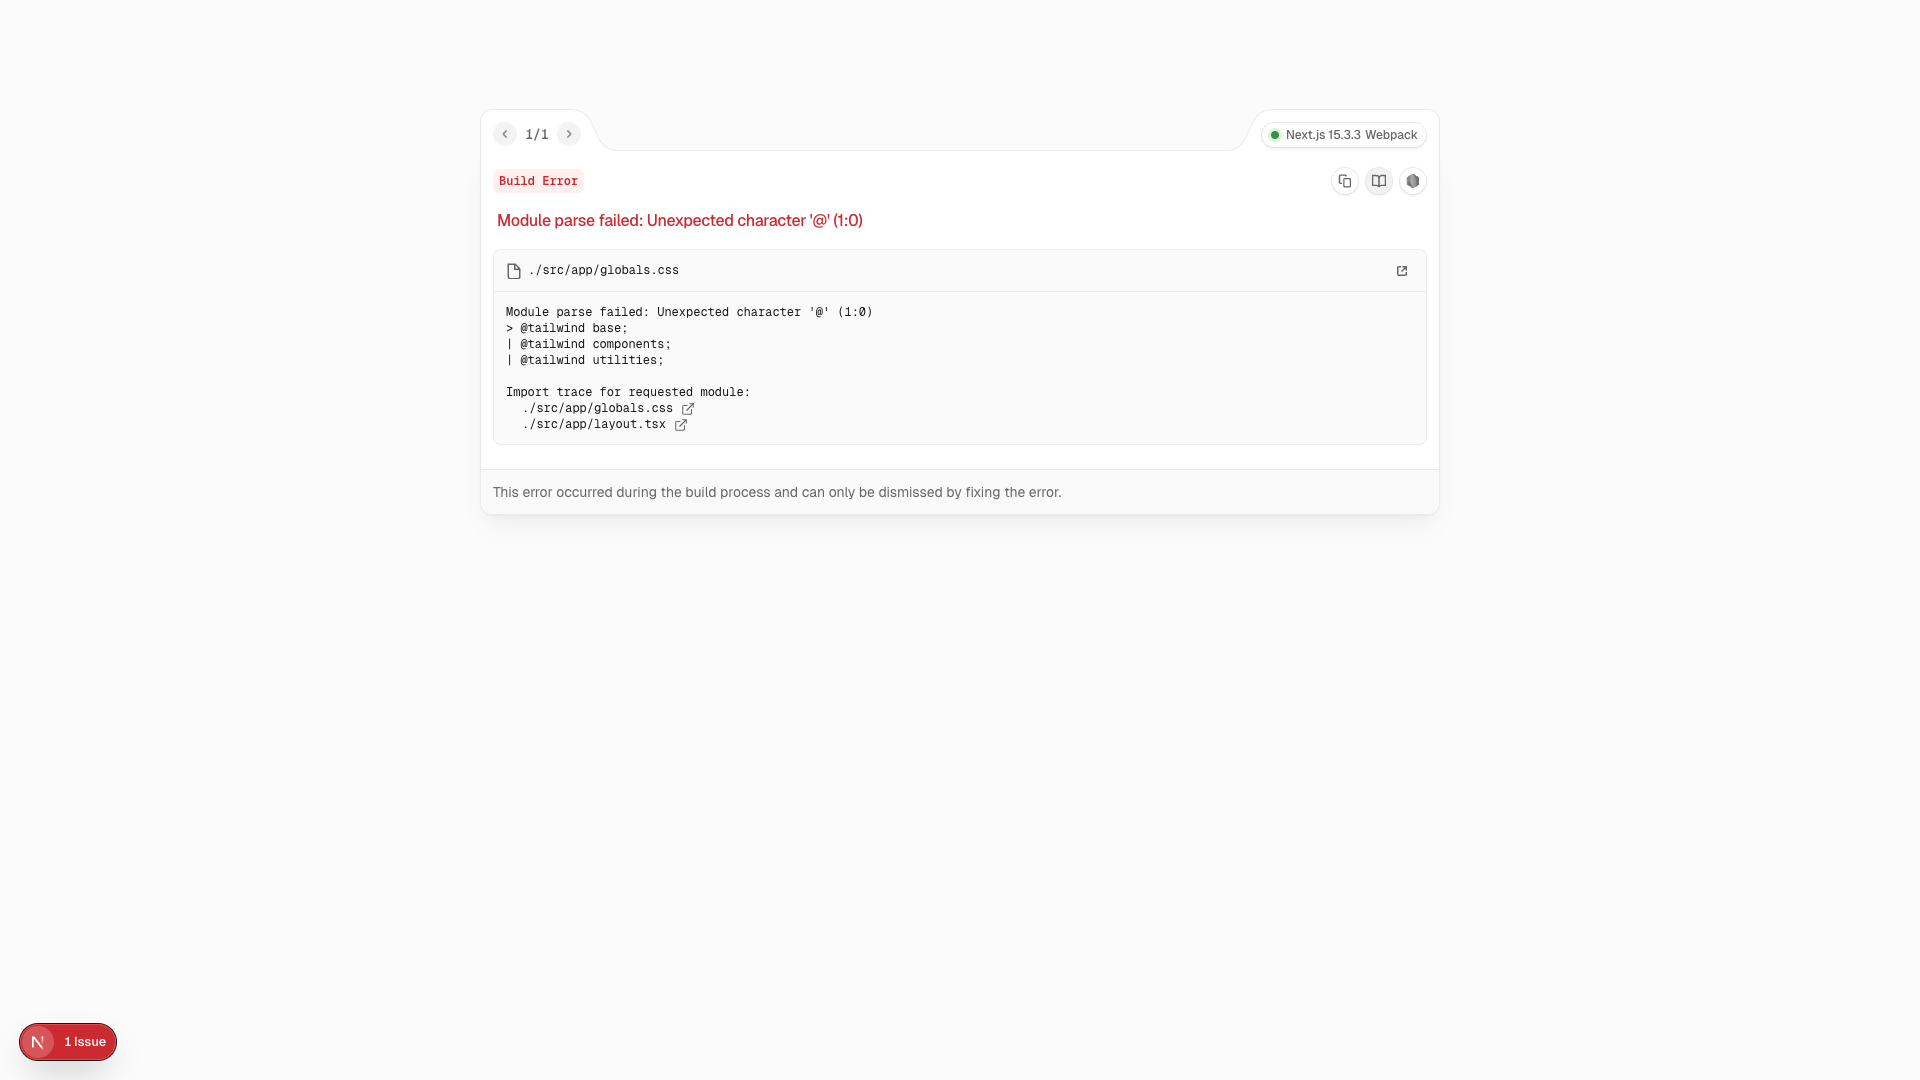 1/1
Next.js 15.3.3 Webpack
Build Error
Module parse failed: Unexpected character '@' (1:0)
./src/app/globals.css
Module parse failed: Unexpected character '@' (1:0)
> @tailwind base;
| @tailwind components;
| @tailwind utilities;
Import trace for requested module:
./src/app/globals.css
./src/app/layout.tsx
This error occurred during the build process and can only be dismissed by fixing the error.
N 1 Issue